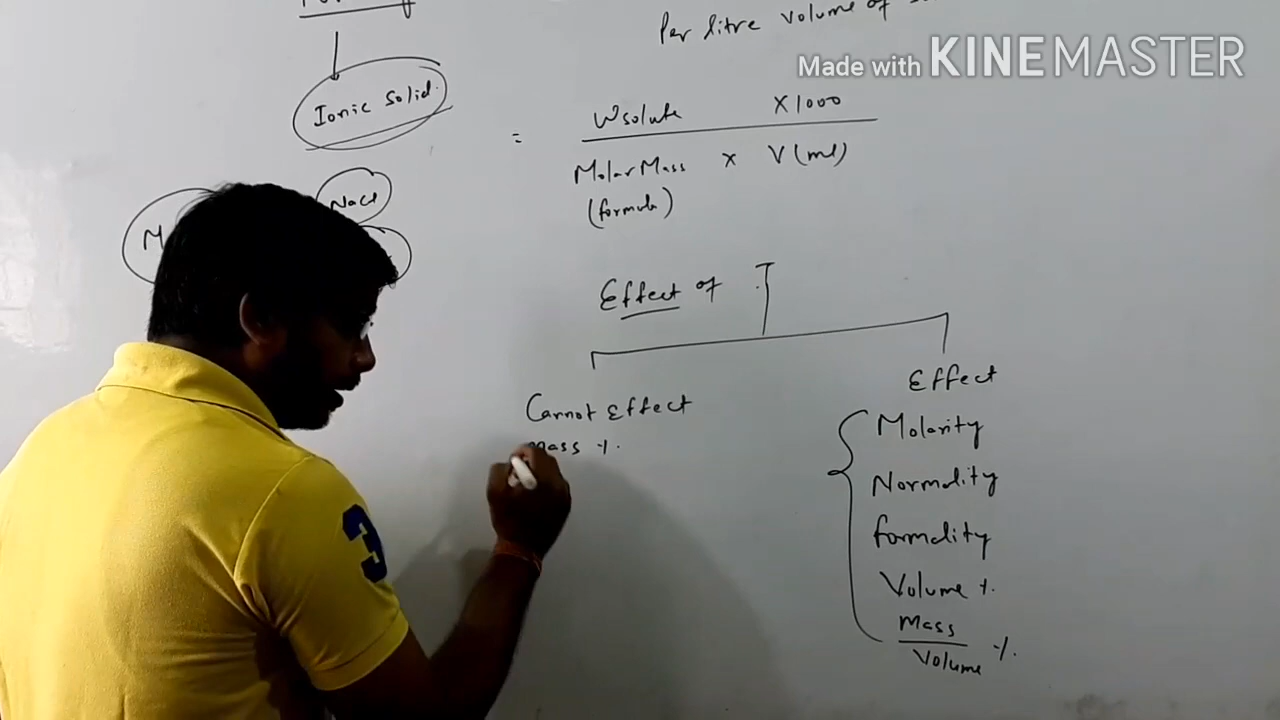 Per litre volume of
Made with KINEMASTER
Ionic solid.
= Wsolute X1000
Molar Mass x V (ml)
(formula)
NaCl
M
Effect of T
Cannot Effect
Mass %.
Effect
Molarity
Normality
formality
Volume %.
Mass
Volume %.
3